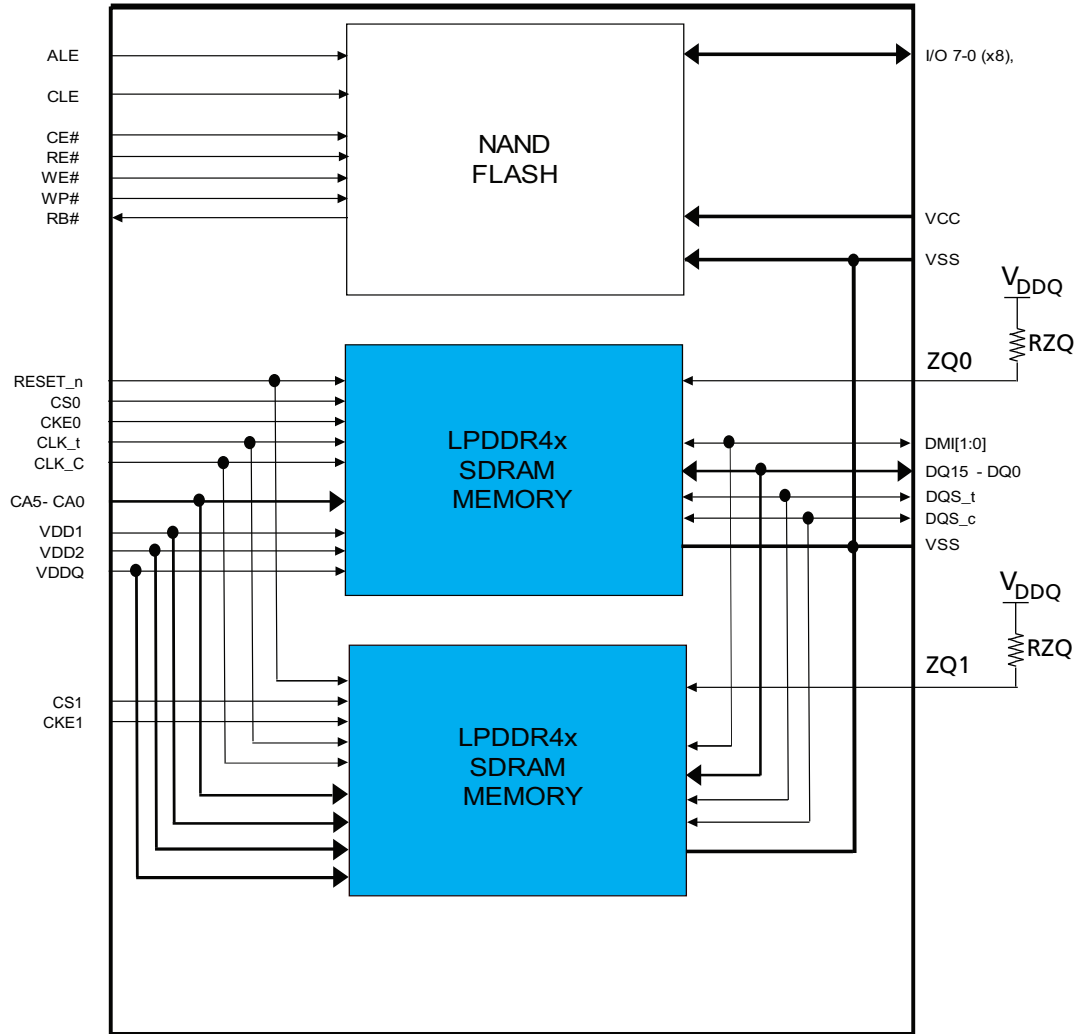 ALE
CLE
CE#
RE#
WE#
WP#
RB#
NAND
FLASH
I/O 7-0 (x8),
VCC
VSS
VDDQ
RZQ
ZQ0
RESET_n
CS0
CKE0
CLK_t
CLK_C
CA5- CA0
VDD1
VDD2
VDDQ
LPDDR4x
SDRAM
MEMORY
DMI[1:0]
DQ15 - DQ0
DQS_t
DQS_c
VSS
VDDQ
RZQ
ZQ1
CS1
CKE1
LPDDR4x
SDRAM
MEMORY